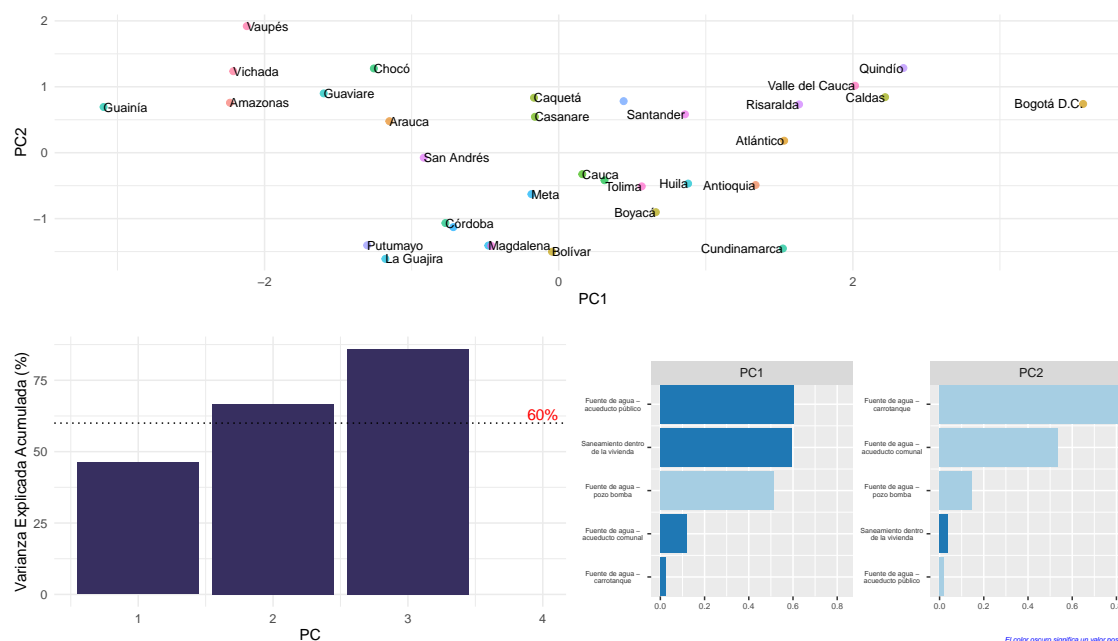 2
1
0
−1
PC2
Vaupés
Vichada
Chocó
Guainía
Amazonas
Guaviare
Arauca
San Andrés
Caquetá
Casanare
Santander
Quindío
Valle del Cauca
Risaralda
Caldas
Bogotá D.C.
Atlántico
Cauca
Tolima
Huila
Antioquia
Meta
Boyacá
Córdoba
Putumayo
Magdalena
Bolívar
Cundinamarca
La Guajira
−2
0
2
PC1
Varianza Explicada Acumulada (%)
75
50
25
0
60%
1
2
3
4
PC
PC1
Fuente de agua −
acueducto público
Saneamiento dentro
de la vivienda
Fuente de agua −
pozo bomba
Fuente de agua −
acueducto comunal
Fuente de agua −
carrotanque
0.0
0.2
0.4
0.6
0.8
PC2
Fuente de agua −
carrotanque
Fuente de agua −
acueducto comunal
Fuente de agua −
pozo bomba
Saneamiento dentro
de la vivienda
Fuente de agua −
acueducto público
0.0
0.2
0.4
0.6
0.8
El color oscuro significa un valor pos